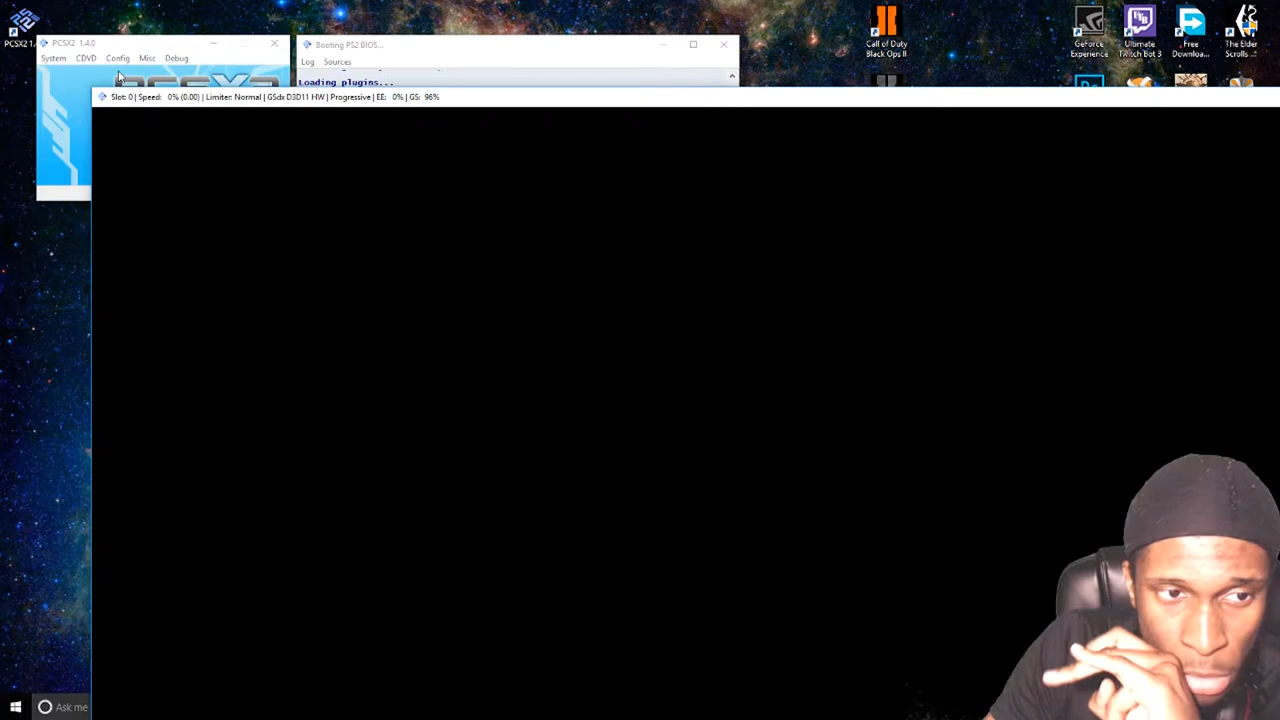 PCSX2 1.4.0
System CDVD Config Misc Debug
Booting PS2 BIOS...
Log Sources
Loading plugins...
Slot: 0 | Speed: 0% (0.00) | Limiter: Normal | GSdx D3D11 HW | Progressive | EE: 0% | GS: 96%
Call of Duty
Black Ops II
GeForce
Experience
Ultimate
Twitch Bot 3
Free
Downloa...
The Elder
Scrolls ...
Ask me